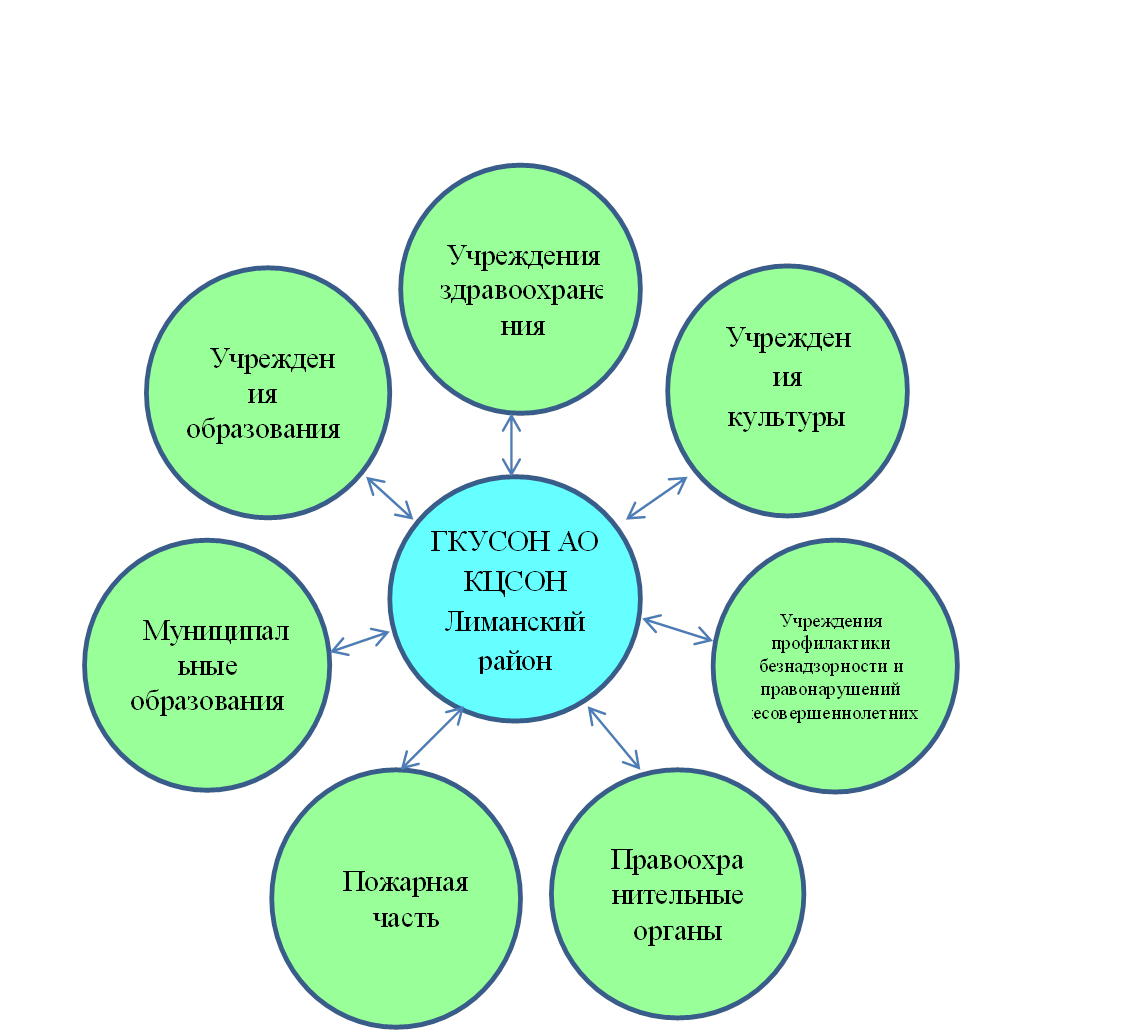 Учреждения
здравоохране
ния
Учрежден
ия
образования
Учрежден
ия
культуры
ГКУСОН АО
КЦСОН
Лиманский
район
Муниципал
ьные
образования
Учреждения
профилактики
безнадзорности и
правонарушений
есовершеннолетних
Пожарная
часть
Правоохра
нительные
органы